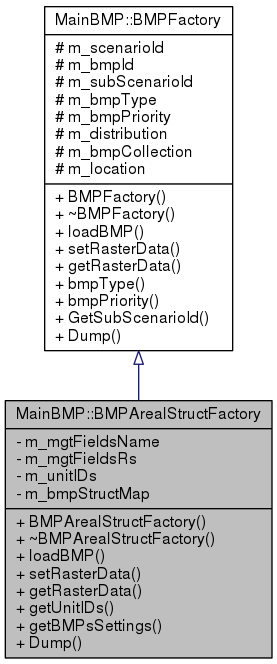 MainBMP::BMPFactory
# m_scenarioId
# m_bmpId
# m_subScenarioId
# m_bmpType
# m_bmpPriority
# m_distribution
# m_bmpCollection
# m_location
+ BMPFactory()
+ ~BMPFactory()
+ loadBMP()
+ setRasterData()
+ getRasterData()
+ bmpType()
+ bmpPriority()
+ GetSubScenarioId()
+ Dump()
MainBMP::BMPArealStructFactory
- m_mgtFieldsName
- m_mgtFieldsRs
- m_unitIDs
- m_bmpStructMap
+ BMPArealStructFactory()
+ ~BMPArealStructFactory()
+ loadBMP()
+ setRasterData()
+ getRasterData()
+ getUnitIDs()
+ getBMPsSettings()
+ Dump()